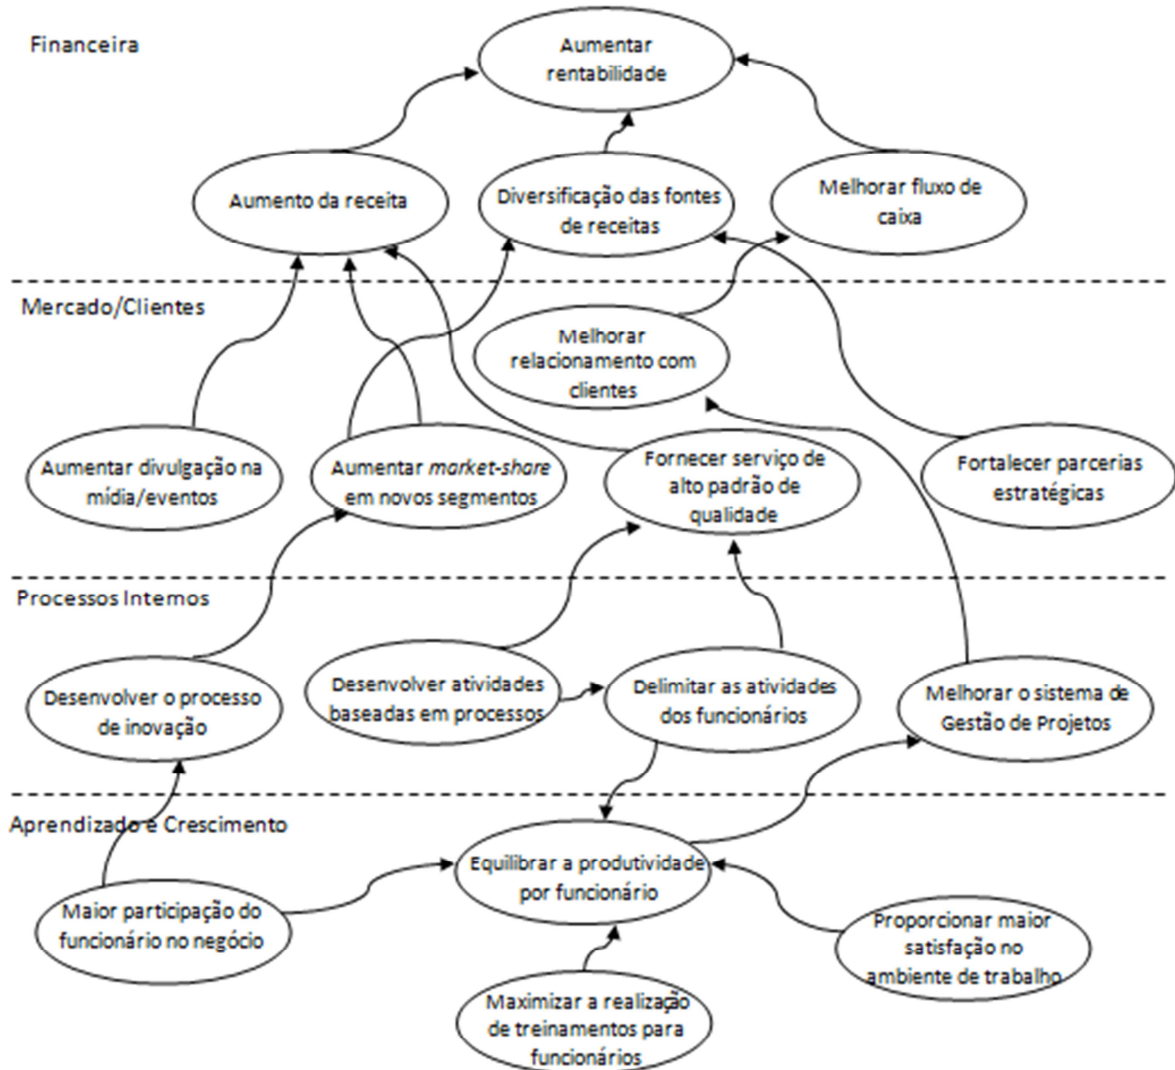 Financeira
Aumentar
rentabilidade
Aumento da receita
Diversificação das fontes
de receitas
Melhorar fluxo de
caixa
Mercado/Clientes
Melhorar
relacionamento com
clientes
Aumentar divulgação na
mídia/eventos
Aumentar market-share
em novos segmentos
Fornecer serviço de
alto padrão de
qualidade
Fortalecer parcerias
estratégicas
Processos Internos
Desenvolver o processo
de inovação
Desenvolver atividades
baseadas em processos
Delimitar as atividades
dos funcionários
Melhorar o sistema de
Gestão de Projetos
Aprendizado e Crescimento
Equilibrar a produtividade
por funcionário
Maior participação do
funcionário no negócio
Proporcionar maior
satisfação no
ambiente de trabalho
Maximizar a realização
de treinamentos para
funcionários